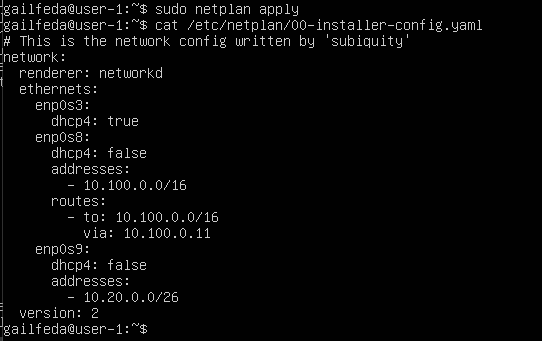 gailfeda@user-1:~$ sudo netplan apply
gailfeda@user-1:~$ cat /etc/netplan/00-installer-config.yaml
# This is the network config written by 'subiquity'
network:
  renderer: networkd
  ethernets:
    enp0s3:
      dhcp4: true
    enp0s8:
      dhcp4: false
      addresses:
        - 10.100.0.0/16
      routes:
        - to: 10.100.0.0/16
          via: 10.100.0.11
    enp0s9:
      dhcp4: false
      addresses:
        - 10.20.0.0/26
  version: 2
gailfeda@user-1:~$